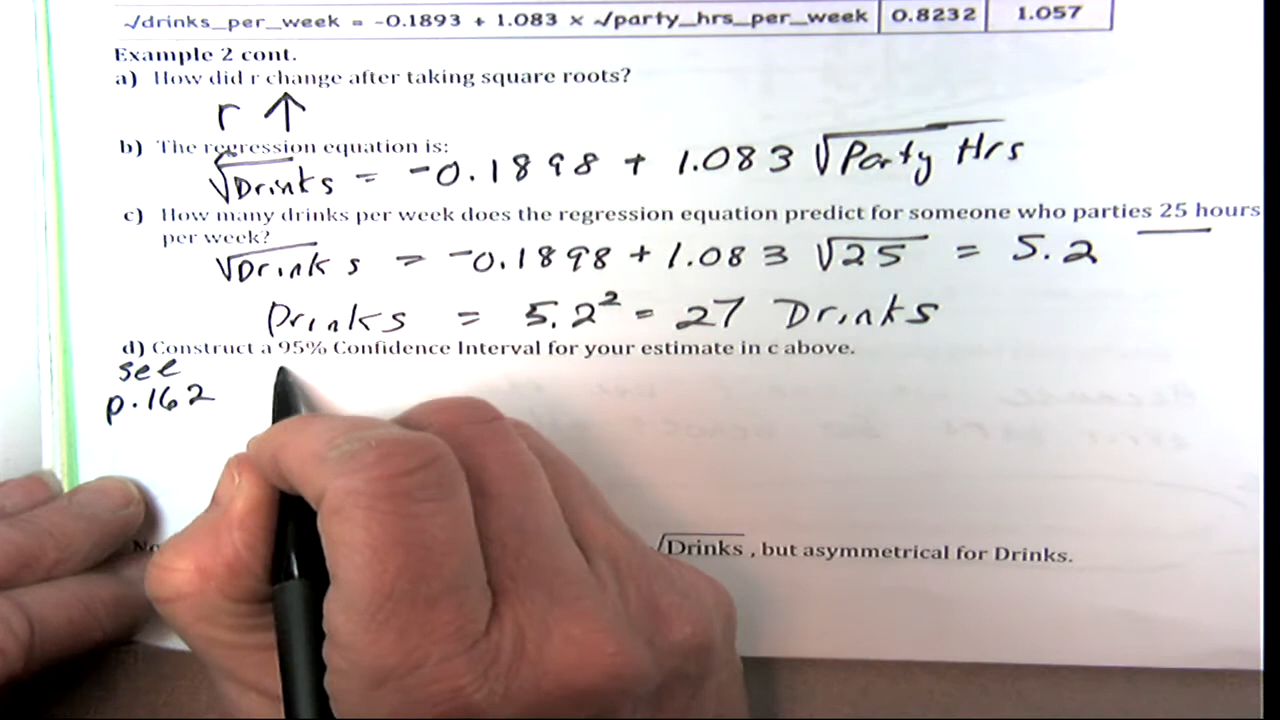 √drinks_per_week = -0.1893 + 1.083 × √party_hrs_per_week 0.8232 1.057
Example 2 cont.
a) How did r change after taking square roots?
r ↑
b) The regression equation is:
√Drinks = -0.1898 + 1.083 √Party Hrs
c) How many drinks per week does the regression equation predict for someone who parties 25 hours
per week?
√Drinks = -0.1898 + 1.083 √25 = 5.2
Drinks = 5.2² = 27 Drinks
d) Construct a 95% Confidence Interval for your estimate in c above.
see
p.162
√Drinks , but asymmetrical for Drinks.